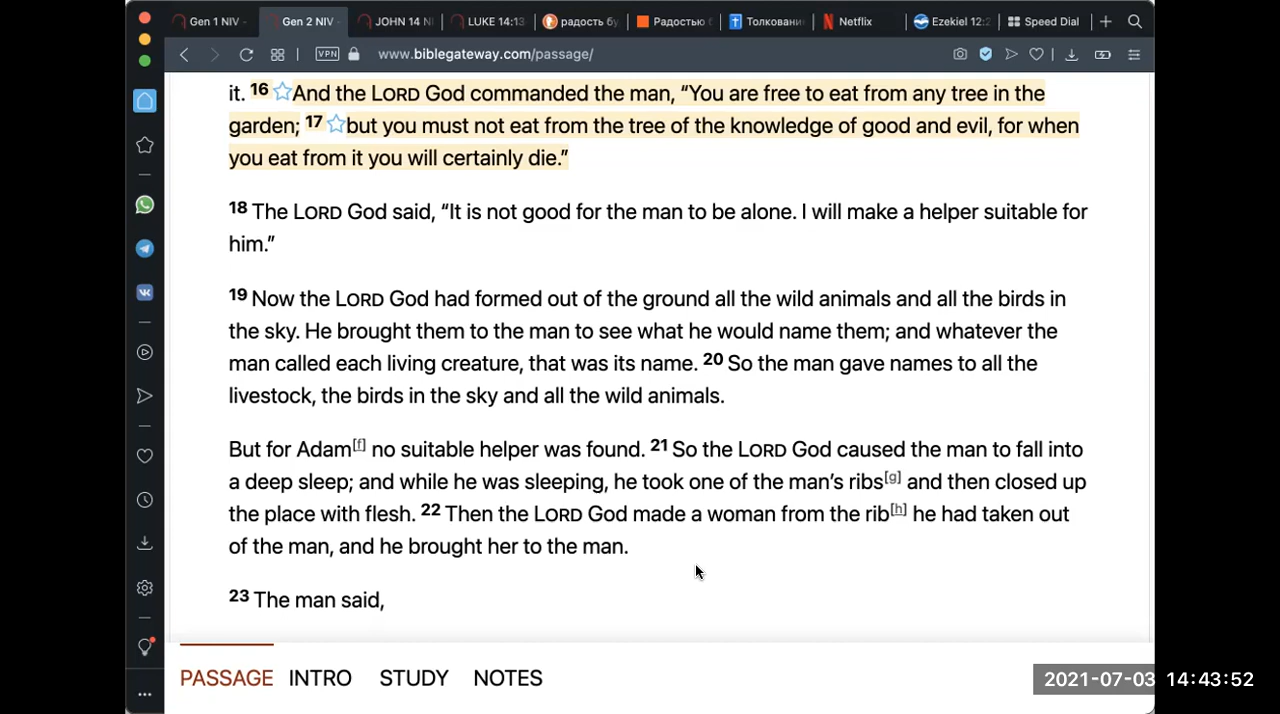 Gen 1 NIV
Gen 2 NIV
JOHN 14 NI
LUKE 14:13
радость бу
Радостью
Толковани
Netflix
Ezekiel 12:2
Speed Dial
VPN
www.biblegateway.com/passage/
it. 16 And the LORD God commanded the man, “You are free to eat from any tree in the
garden; 17 but you must not eat from the tree of the knowledge of good and evil, for when
you eat from it you will certainly die.”
18 The LORD God said, “It is not good for the man to be alone. I will make a helper suitable for
him.”
19 Now the LORD God had formed out of the ground all the wild animals and all the birds in
the sky. He brought them to the man to see what he would name them; and whatever the
man called each living creature, that was its name. 20 So the man gave names to all the
livestock, the birds in the sky and all the wild animals.
But for Adam[f] no suitable helper was found. 21 So the LORD God caused the man to fall into
a deep sleep; and while he was sleeping, he took one of the man’s ribs[g] and then closed up
the place with flesh. 22 Then the LORD God made a woman from the rib[h] he had taken out
of the man, and he brought her to the man.
23 The man said,
PASSAGE INTRO STUDY NOTES
2021-07-03 14:43:52